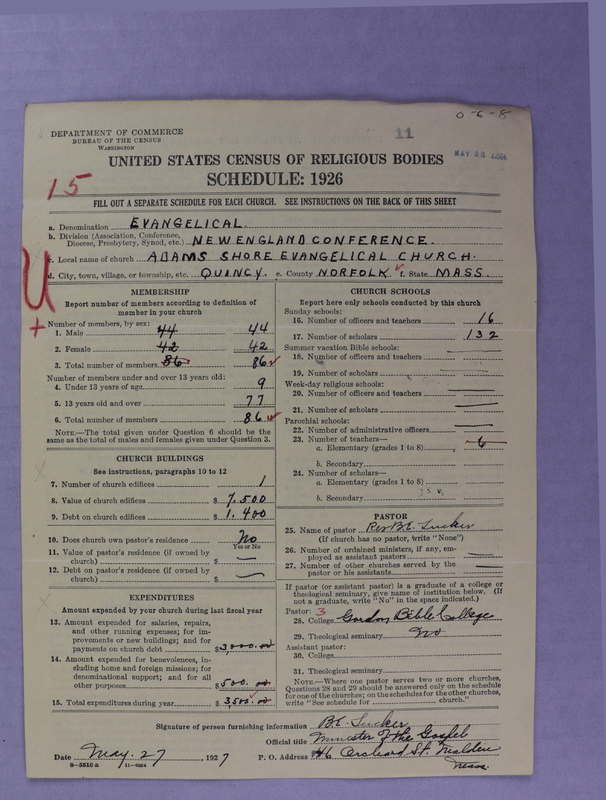 0-6-8
DEPARTMENT OF COMMERCE
BUREAU OF THE CENSUS
WASHINGTON
11
MAY 28
UNITED STATES CENSUS OF RELIGIOUS BODIES
SCHEDULE: 1926
15
FILL OUT A SEPARATE SCHEDULE FOR EACH CHURCH. SEE INSTRUCTIONS ON THE BACK OF THIS SHEET
a. Denomination EVANGELICAL.
b. Division (Association, Conference, Diocese, Presbytery, Synod, etc.) NEW ENGLAND CONFERENCE.
c. Local name of church ADAMS SHORE EVANGELICAL CHURCH.
d. City, town, village, or township, etc. QUINCY. e. County NORFOLK f. State MASS.
U
+
MEMBERSHIP
Report number of members according to definition of
member in your church
Number of members, by sex:
1. Male 44 44
2. Female 42 42
3. Total number of members 86 86
Number of members under and over 13 years old:
4. Under 13 years of age 9
5. 13 years old and over 77
6. Total number of members 86
NOTE.—The total given under Question 6 should be
same as the total of males and females given under Question 3.
CHURCH BUILDINGS
See instructions, paragraphs 10 to 12
7. Number of church edifices 1
8. Value of church edifices $ 7.500
9. Debt on church edifices $ 1.400
10. Does church own pastor's residence? No
Yes or No
11. Value of pastor's residence (if owned by
church) $ —
12. Debt on pastor's residence (if owned by
church) $ —
EXPENDITURES
Amount expended by your church during last fiscal year
13. Amount expended for salaries, repairs,
and other running expenses; for im-
provements or new buildings; and for
payments on church debt $3,000.00
14. Amount expended for benevolences, in-
cluding home and foreign missions; for
denominational support; and for all
other purposes $500.00
15. Total expenditures during year $3500.00
CHURCH SCHOOLS
Report here only schools conducted by this church
Sunday schools:
16. Number of officers and teachers 16
17. Number of scholars 132
Summer vacation Bible schools:
18. Number of officers and teachers
19. Number of scholars
Week-day religious schools:
20. Number of officers and teachers
21. Number of scholars
Parochial schools:
22. Number of administrative officers
23. Number of teachers—
a. Elementary (grades 1 to 8)
b. Secondary
24. Number of scholars—
a. Elementary (grades 1 to 8)
b. Secondary
PASTOR
25. Name of pastor Rev B.E. Tucker
(If church has no pastor, write "None")
26. Number of ordained ministers, if any, em-
ployed as assistant pastors
27. Number of other churches served by the
pastor or his assistants
If pastor (or assistant pastor) is a graduate of a college or
theological seminary, give name of institution below. (If
not a graduate, write "No" in the space indicated.)
Pastor: 3
28. College Gordon Bible College
29. Theological seminary No
Assistant pastor:
30. College
31. Theological seminary
NOTE.—Where one pastor serves two or more churches,
Questions 28 and 29 should be answered only on the schedule
for one of the churches; on the schedules for the other churches,
write "See schedule for church."
Signature of person furnishing information B.E. Tucker
Official title Minister of the Gospel
Date May. 27, 1927 P. O. Address 46 Orchard St. Malden
Mass.
8—3510 a 11—9084